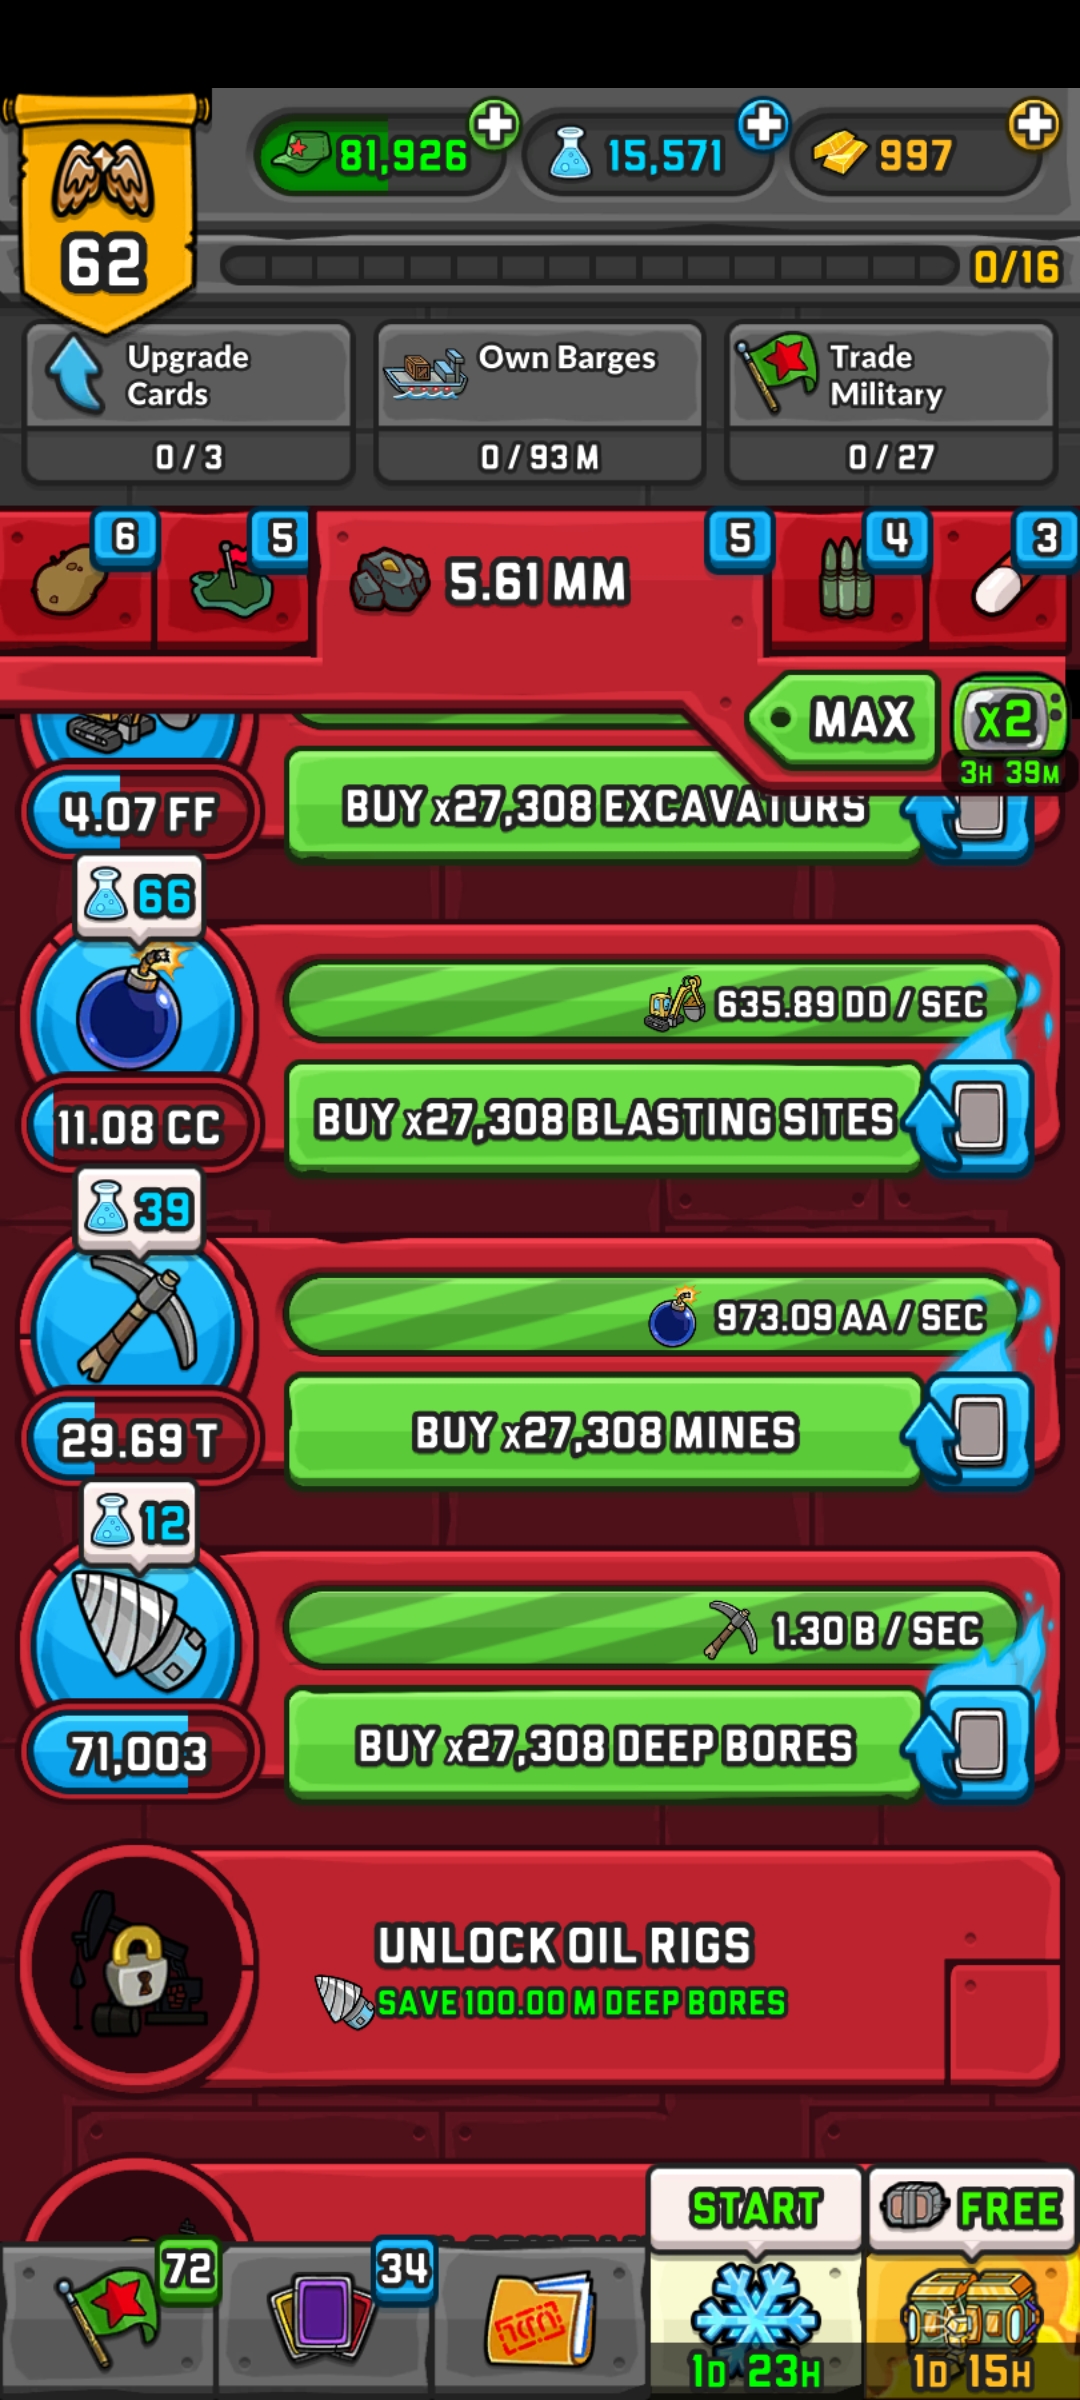 81,926
15,571
997
62
0/16
Upgrade
Cards
0 / 3
Own Barges
0 / 93 M
Trade
Military
0 / 27
6
5
5.61 MM
5
4
3
MAX
x2
3H 39M
4.07 FF
BUY x27,308 EXCAVATORS
66
635.89 DD / SEC
11.08 CC
BUY x27,308 BLASTING SITES
39
973.09 AA / SEC
29.69 T
BUY x27,308 MINES
12
1.30 B / SEC
71,003
BUY x27,308 DEEP BORES
UNLOCK OIL RIGS
SAVE 100.00 M DEEP BORES
START
FREE
72
34
1D 23H
1D 15H